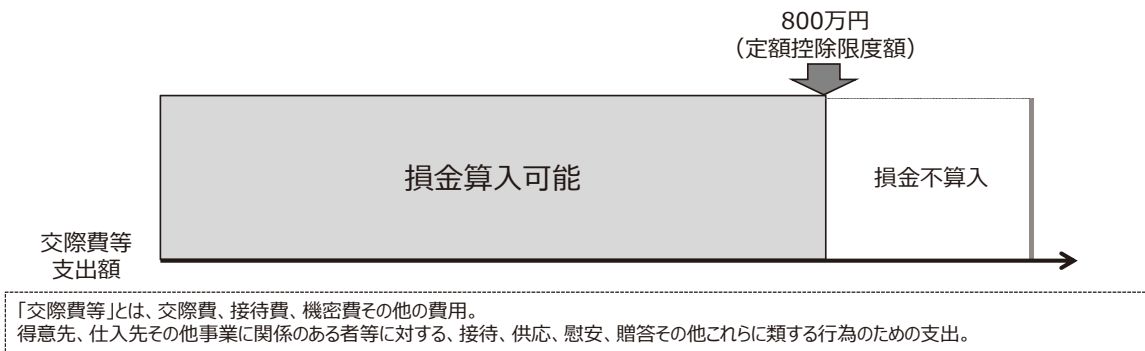 800万円
（定額控除限度額）
損金算入可能
損金不算入
交際費等
支出額
「交際費等」とは、交際費、接待費、機密費その他の費用。
得意先、仕入先その他事業に関係のある者等に対する、接待、供応、慰安、贈答その他これらに類する行為のための支出。